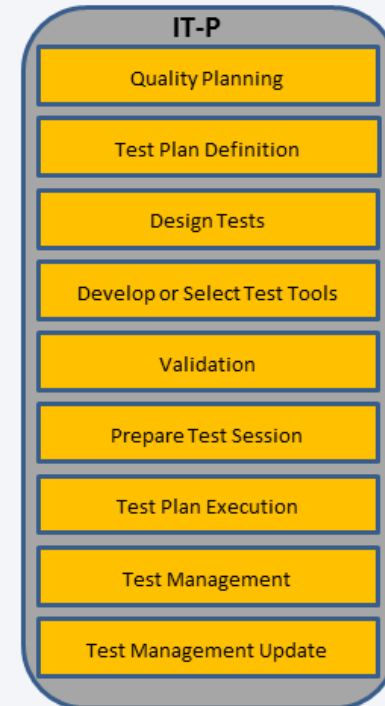 IT-P
Quality Planning
Test Plan Definition
Design Tests
Develop or Select Test Tools
Validation
Prepare Test Session
Test Plan Execution
Test Management
Test Management Update